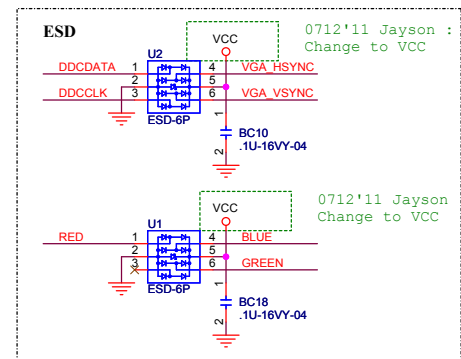 ESD
0712'11 Jayson :
Change to VCC
VCC
U2
DDCDATA 1 4 VGA_HSYNC
2 5
DDCCLK 3 6 VGA_VSYNC
ESD-6P
1
BC10
.1U-16VY-04
2
0712'11 Jayson
Change to VCC
VCC
U1
RED 1 4 BLUE
2 5
3 6 GREEN
ESD-6P
1
BC18
.1U-16VY-04
2